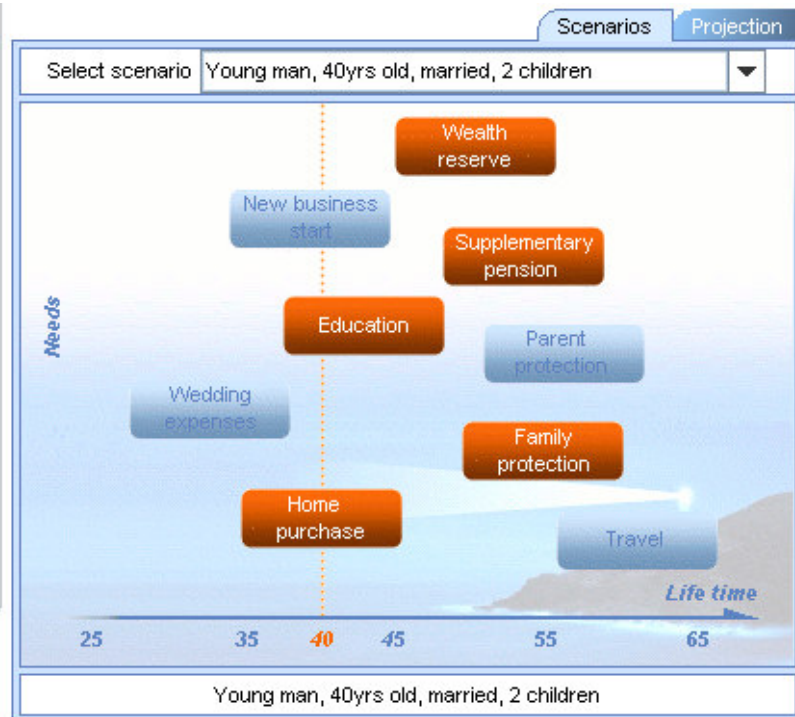 Scenarios
Projection
Select scenario
Young man, 40yrs old, married, 2 children
Wealth
reserve
New business
start
Supplementary
pension
Education
Parent
protection
Wedding
expenses
Family
protection
Home
purchase
Travel
Needs
Life time
25 35 40 45 55 65
Young man, 40yrs old, married, 2 children